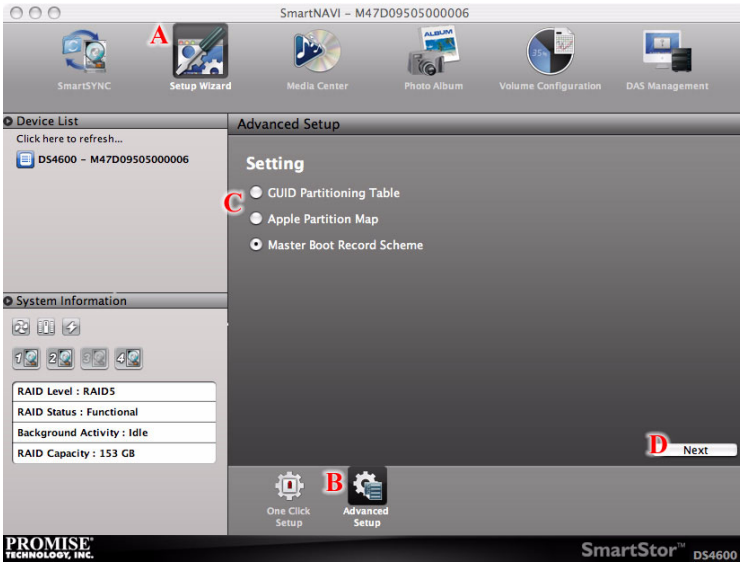 SmartNAVI – M47D09505000006
A
SmartSYNC
Setup Wizard
Media Center
ALBUM
Photo Album
35%
Volume Configuration
DAS Management
Device List
Click here to refresh...
DS4600 – M47D09505000006
System Information
1
2
3
4
RAID Level : RAID5
RAID Status : Functional
Background Activity : Idle
RAID Capacity : 153 GB
Advanced Setup
Setting
C
GUID Partitioning Table
Apple Partition Map
Master Boot Record Scheme
D
Next
B
One Click
Setup
Advanced
Setup
PROMISE®
TECHNOLOGY, INC.
SmartStor™ DS4600